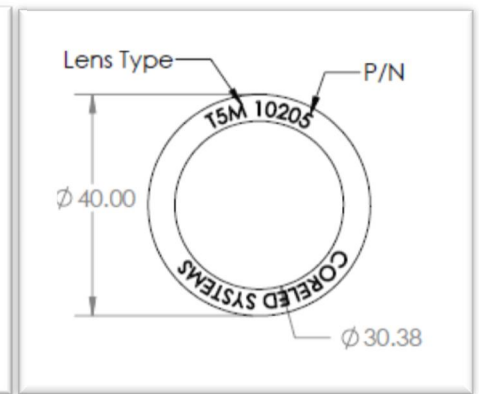 Lens Type
P/N
T5M 10205
Ø 40.00
CORELED SYSTEMS
Ø 30.38